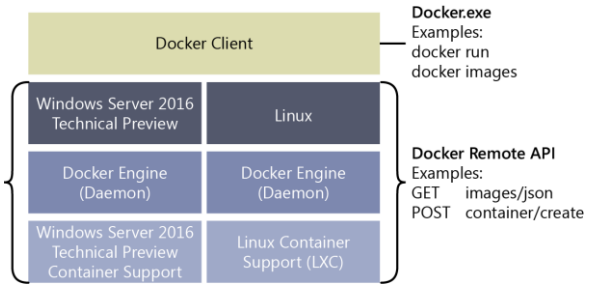 Docker Client
Docker.exe
Examples:
docker run
docker images
Windows Server 2016
Technical Preview
Linux
Docker Engine
(Daemon)
Docker Engine
(Daemon)
Windows Server 2016
Technical Preview
Container Support
Linux Container
Support (LXC)
Docker Remote API
Examples:
GET images/json
POST container/create